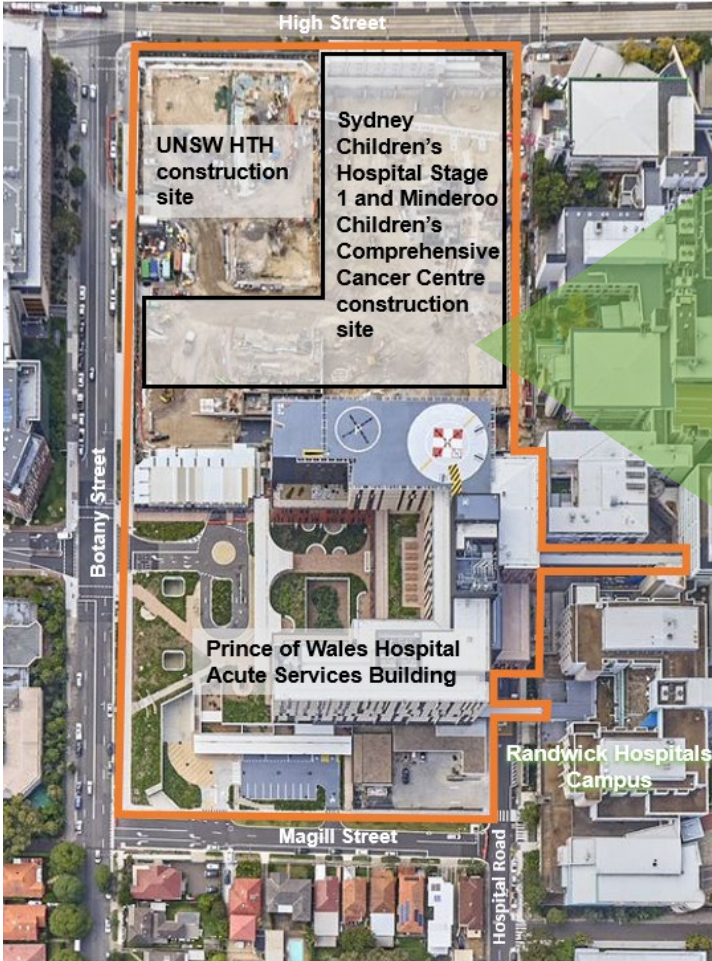 High Street
UNSW HTH
construction
site
Sydney
Children's
Hospital Stage
1 and Minderoo
Children's
Comprehensive
Cancer Centre
construction
site
Botany Street
Prince of Wales Hospital
Acute Services Building
Randwick Hospitals
Campus
Magill Street
Hospital Road